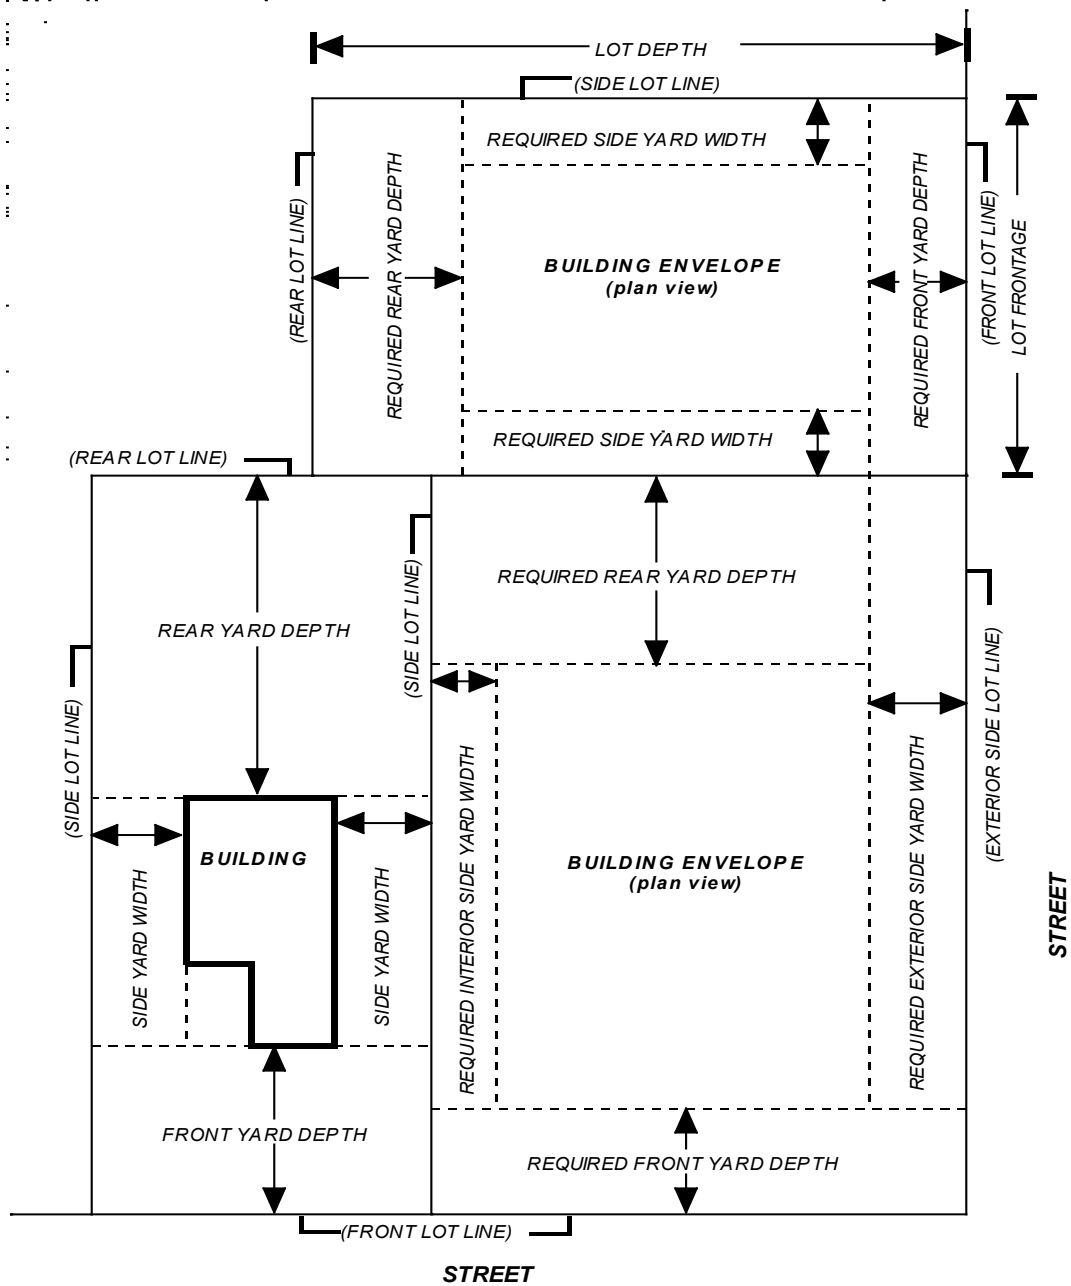 LOT DEPTH
(SIDE LOT LINE)
REQUIRED SIDE YARD WIDTH
(REAR LOT LINE)
REQUIRED REAR YARD DEPTH
BUILDING ENVELOPE
(plan view)
REQUIRED FRONT YARD DEPTH
(FRONT LOT LINE)
LOT FRONTAGE
REQUIRED SIDE YARD WIDTH
(REAR LOT LINE)
REAR YARD DEPTH
(SIDE LOT LINE)
REQUIRED REAR YARD DEPTH
(SIDE LOT LINE)
(EXTERIOR SIDE LOT LINE)
BUILDING
SIDE YARD WIDTH
SIDE YARD WIDTH
REQUIRED INTERIOR SIDE YARD WIDTH
BUILDING ENVELOPE
(plan view)
REQUIRED EXTERIOR SIDE YARD WIDTH
STREET
FRONT YARD DEPTH
REQUIRED FRONT YARD DEPTH
(FRONT LOT LINE)
STREET